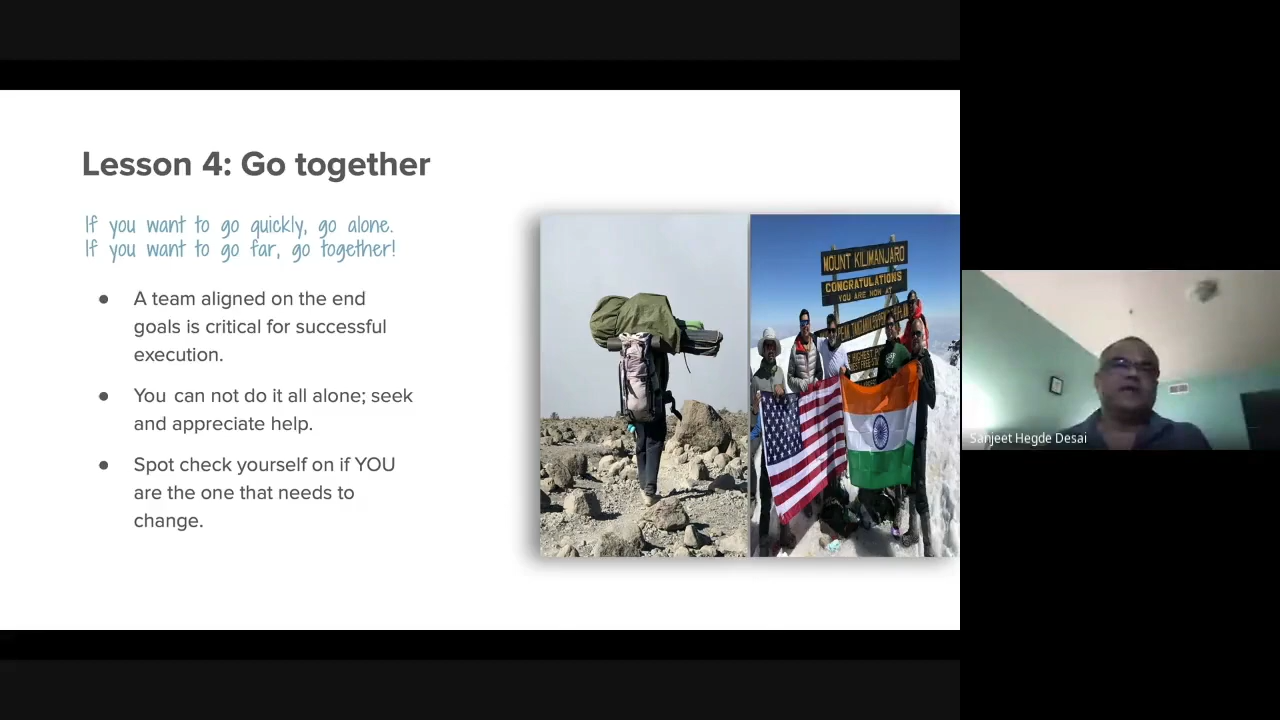 Lesson 4: Go together
If you want to go quickly, go alone.
If you want to go far, go together!
● A team aligned on the end
goals is critical for successful
execution.
● You can not do it all alone; seek
and appreciate help.
● Spot check yourself on if YOU
are the one that needs to
change.
MOUNT KILIMANJARO
CONGRATULATIONS
YOU ARE NOW AT
Sanjeet Hegde Desai